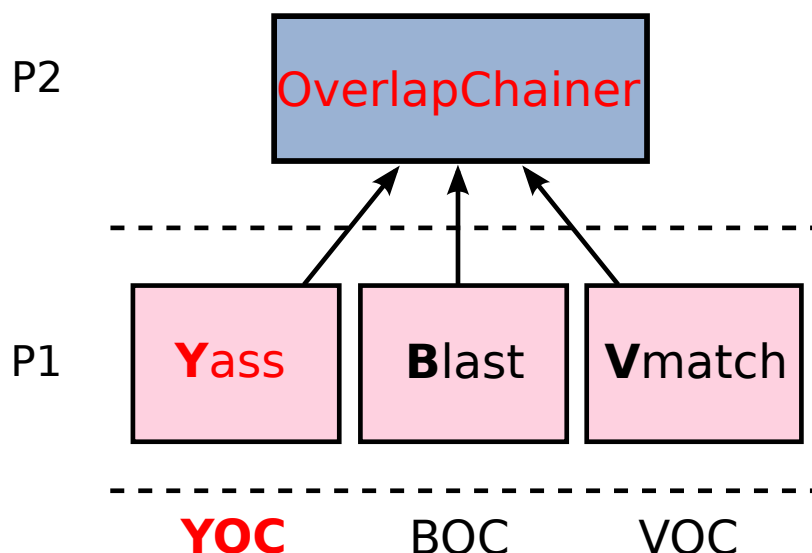 P2
OverlapChainer
P1
Yass
Blast
Vmatch
YOC
BOC
VOC